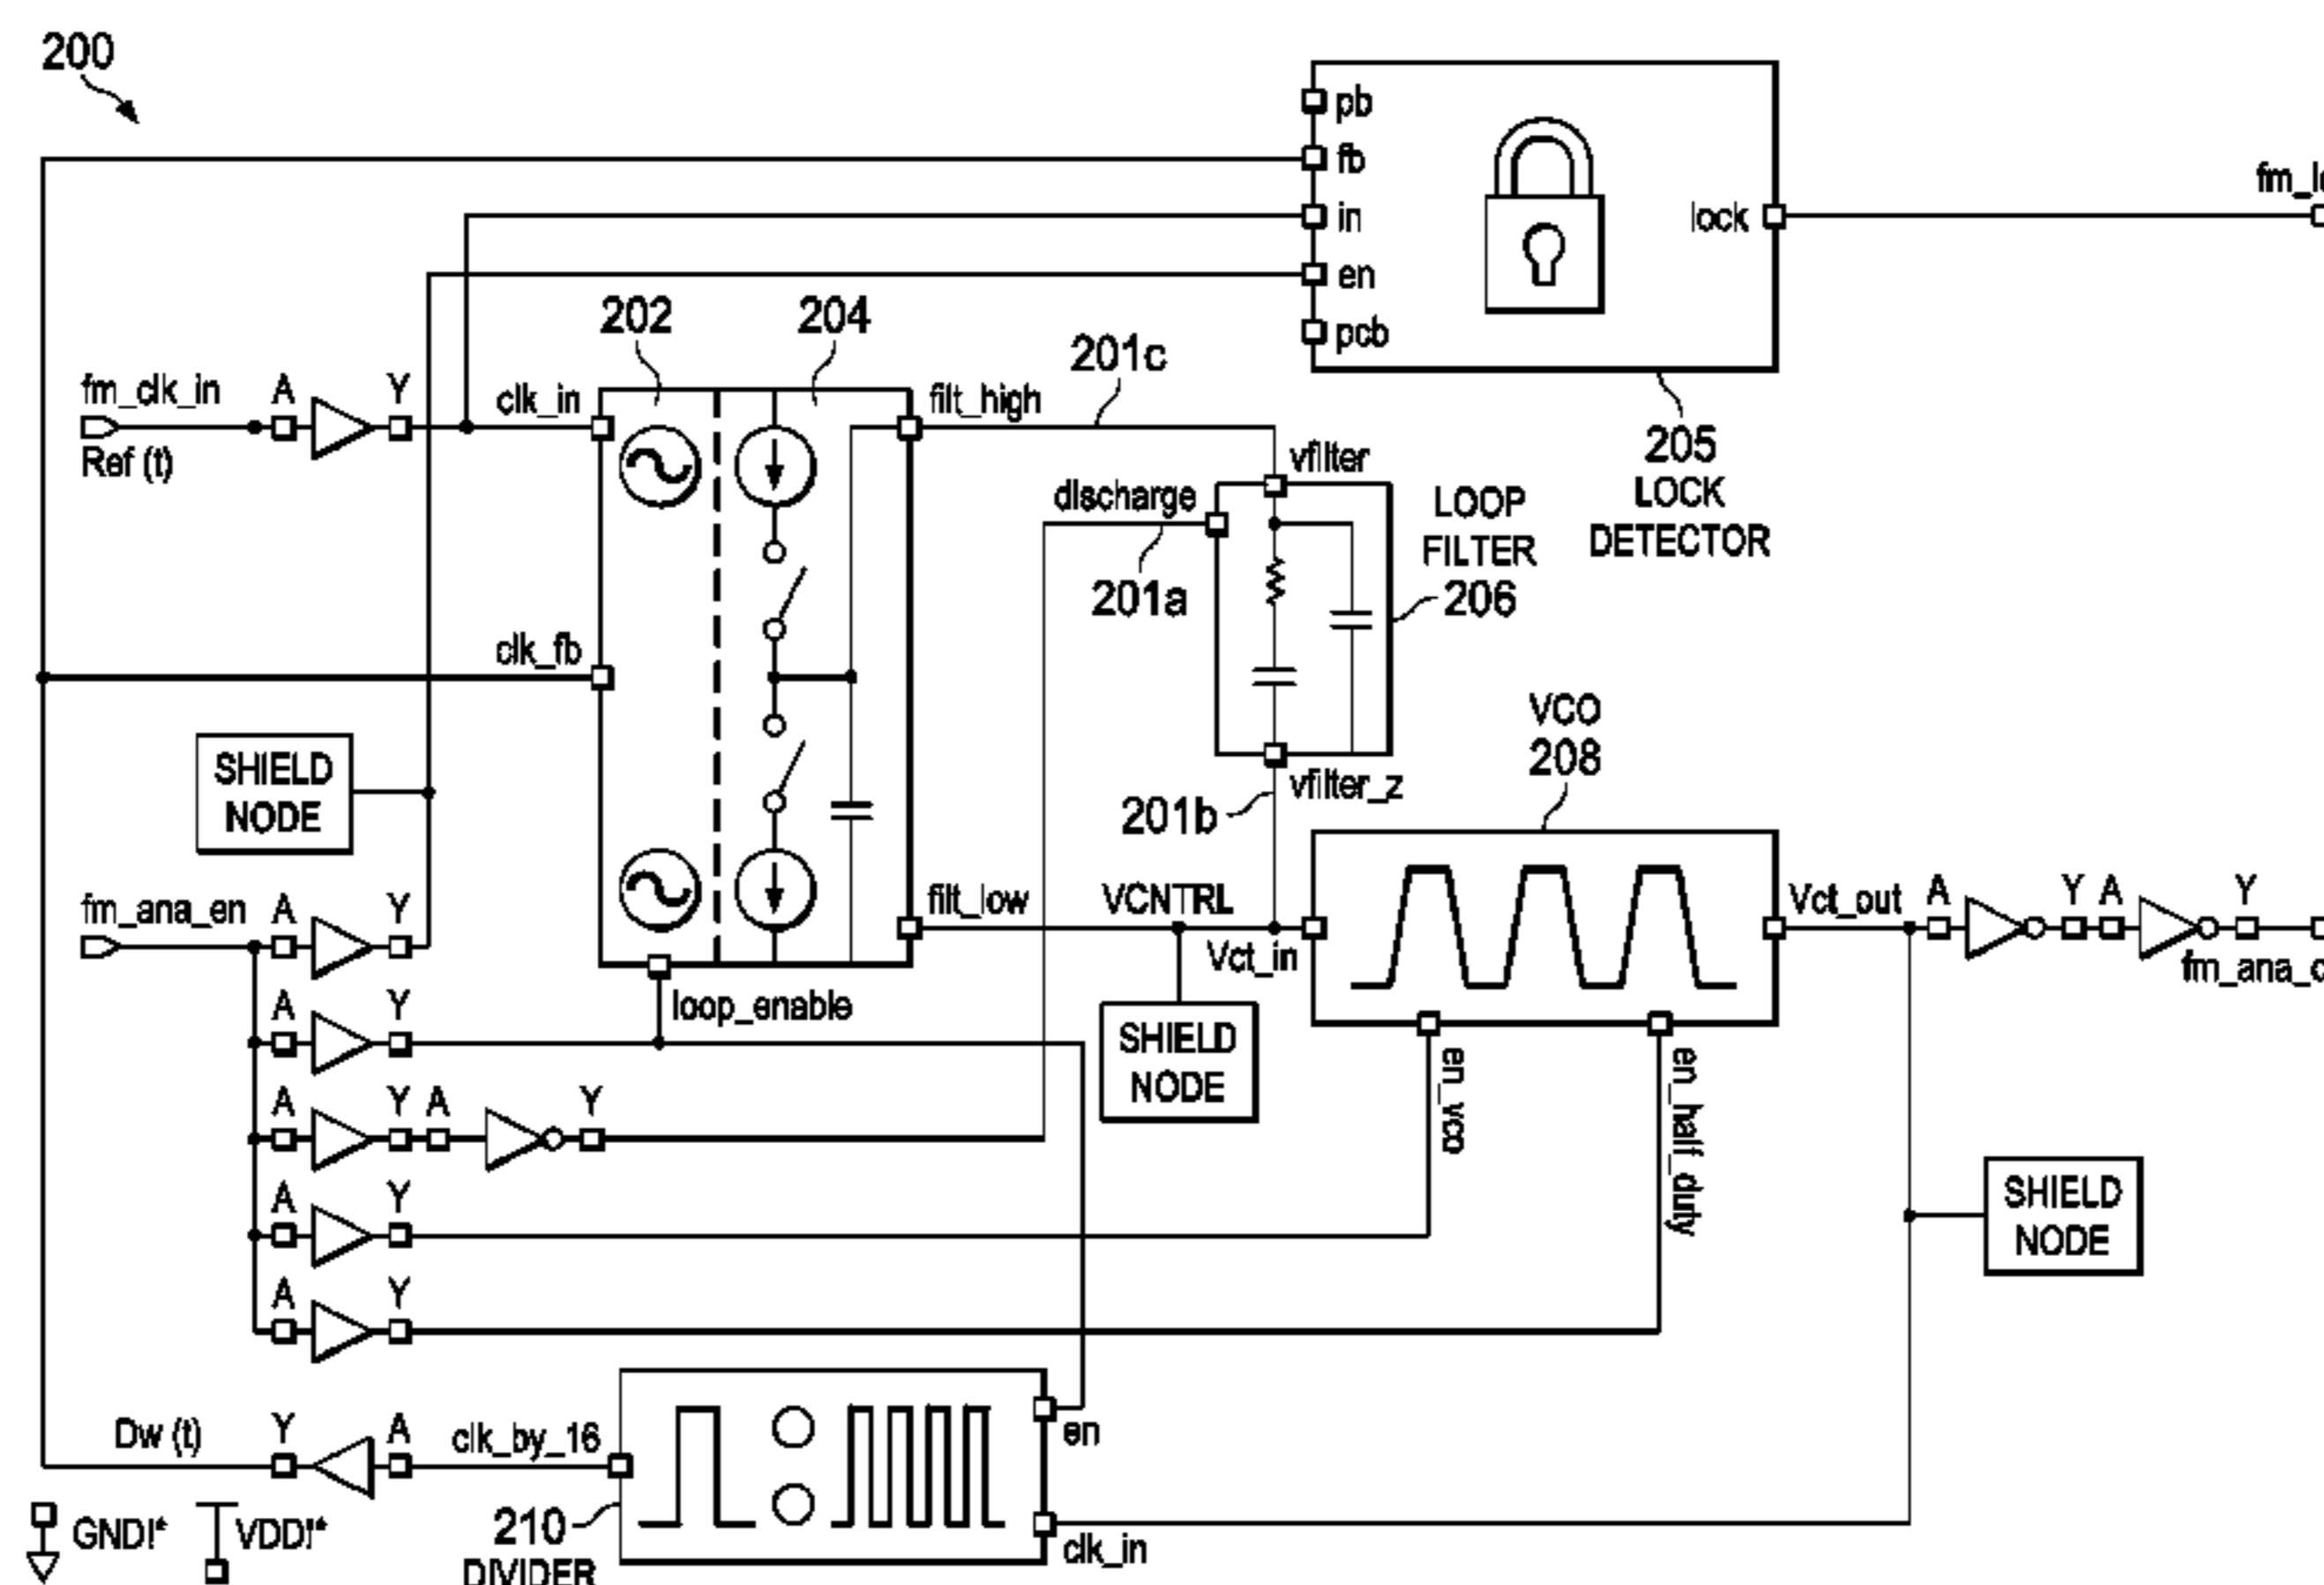 200
pb
fb
in
en
pcb
lock
fm_lo
202
204
201c
fm_clk_in
A
Y
Ref (t)
clk_in
filt_high
205
LOCK
DETECTOR
vfilter
discharge
201a
LOOP
FILTER
206
clk_fb
SHIELD
NODE
VCO
208
vfilter_z
201b
fm_ana_en
A
Y
filt_low
VCNTRL
Vct_in
Vct_out
A
Y
A
Y
fm_ana_o
A
Y
loop_enable
SHIELD
NODE
en_vco
en_half_duty
A
Y
A
Y
A
Y
SHIELD
NODE
A
Y
Dw (t)
Y
A
clk_by_16
en
GND!*
VDD!*
210
DIVIDER
clk_in